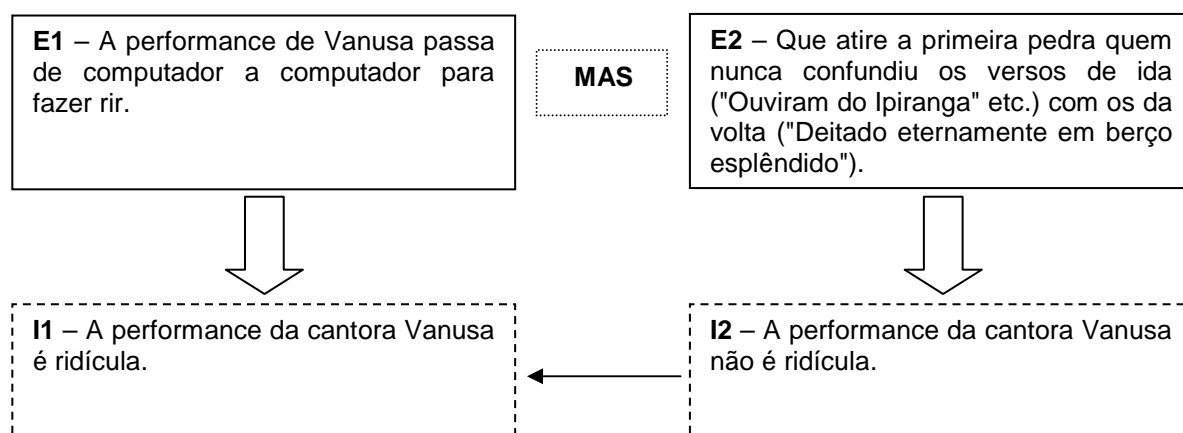 E1 – A performance de Vanusa passa
de computador a computador para
fazer rir.
MAS
E2 – Que atire a primeira pedra quem
nunca confundiu os versos de ida
("Ouviram do Ipiranga" etc.) com os da
volta ("Deitado eternamente em berço
esplêndido").
I1 – A performance da cantora Vanusa
é ridícula.
I2 – A performance da cantora Vanusa
não é ridícula.